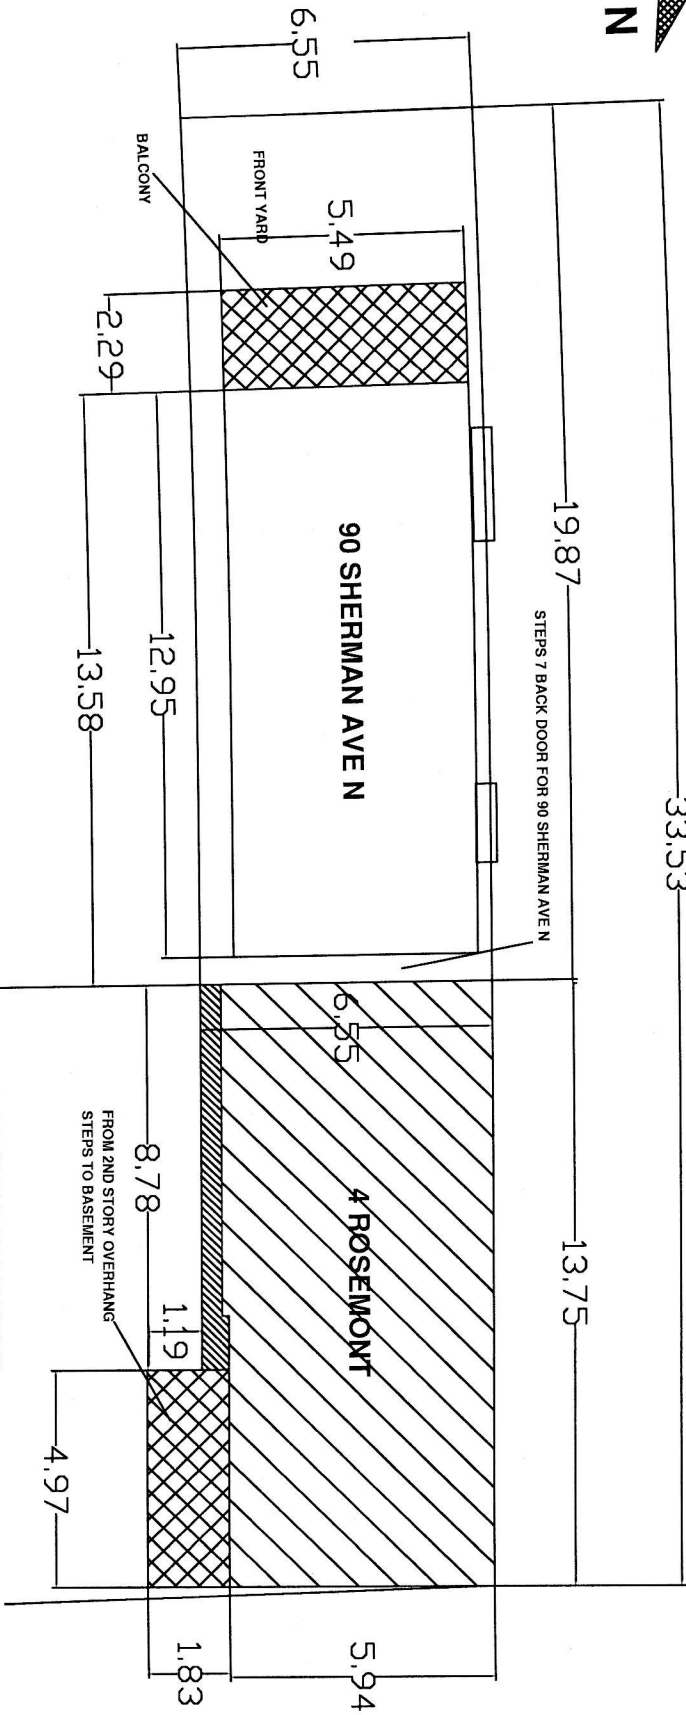 N
6.55
33.53
19.87
BALCONY
FRONT YARD
5.49
2.29
90 SHERMAN AVE N
STEPS 7 BACK DOOR FOR 90 SHERMAN AVE N
12.95
13.58
6.55
13.75
4 ROSEMONT
8.78
FROM 2ND STORY OVERHANG
STEPS TO BASEMENT
1.19
4.97
1.83
5.94